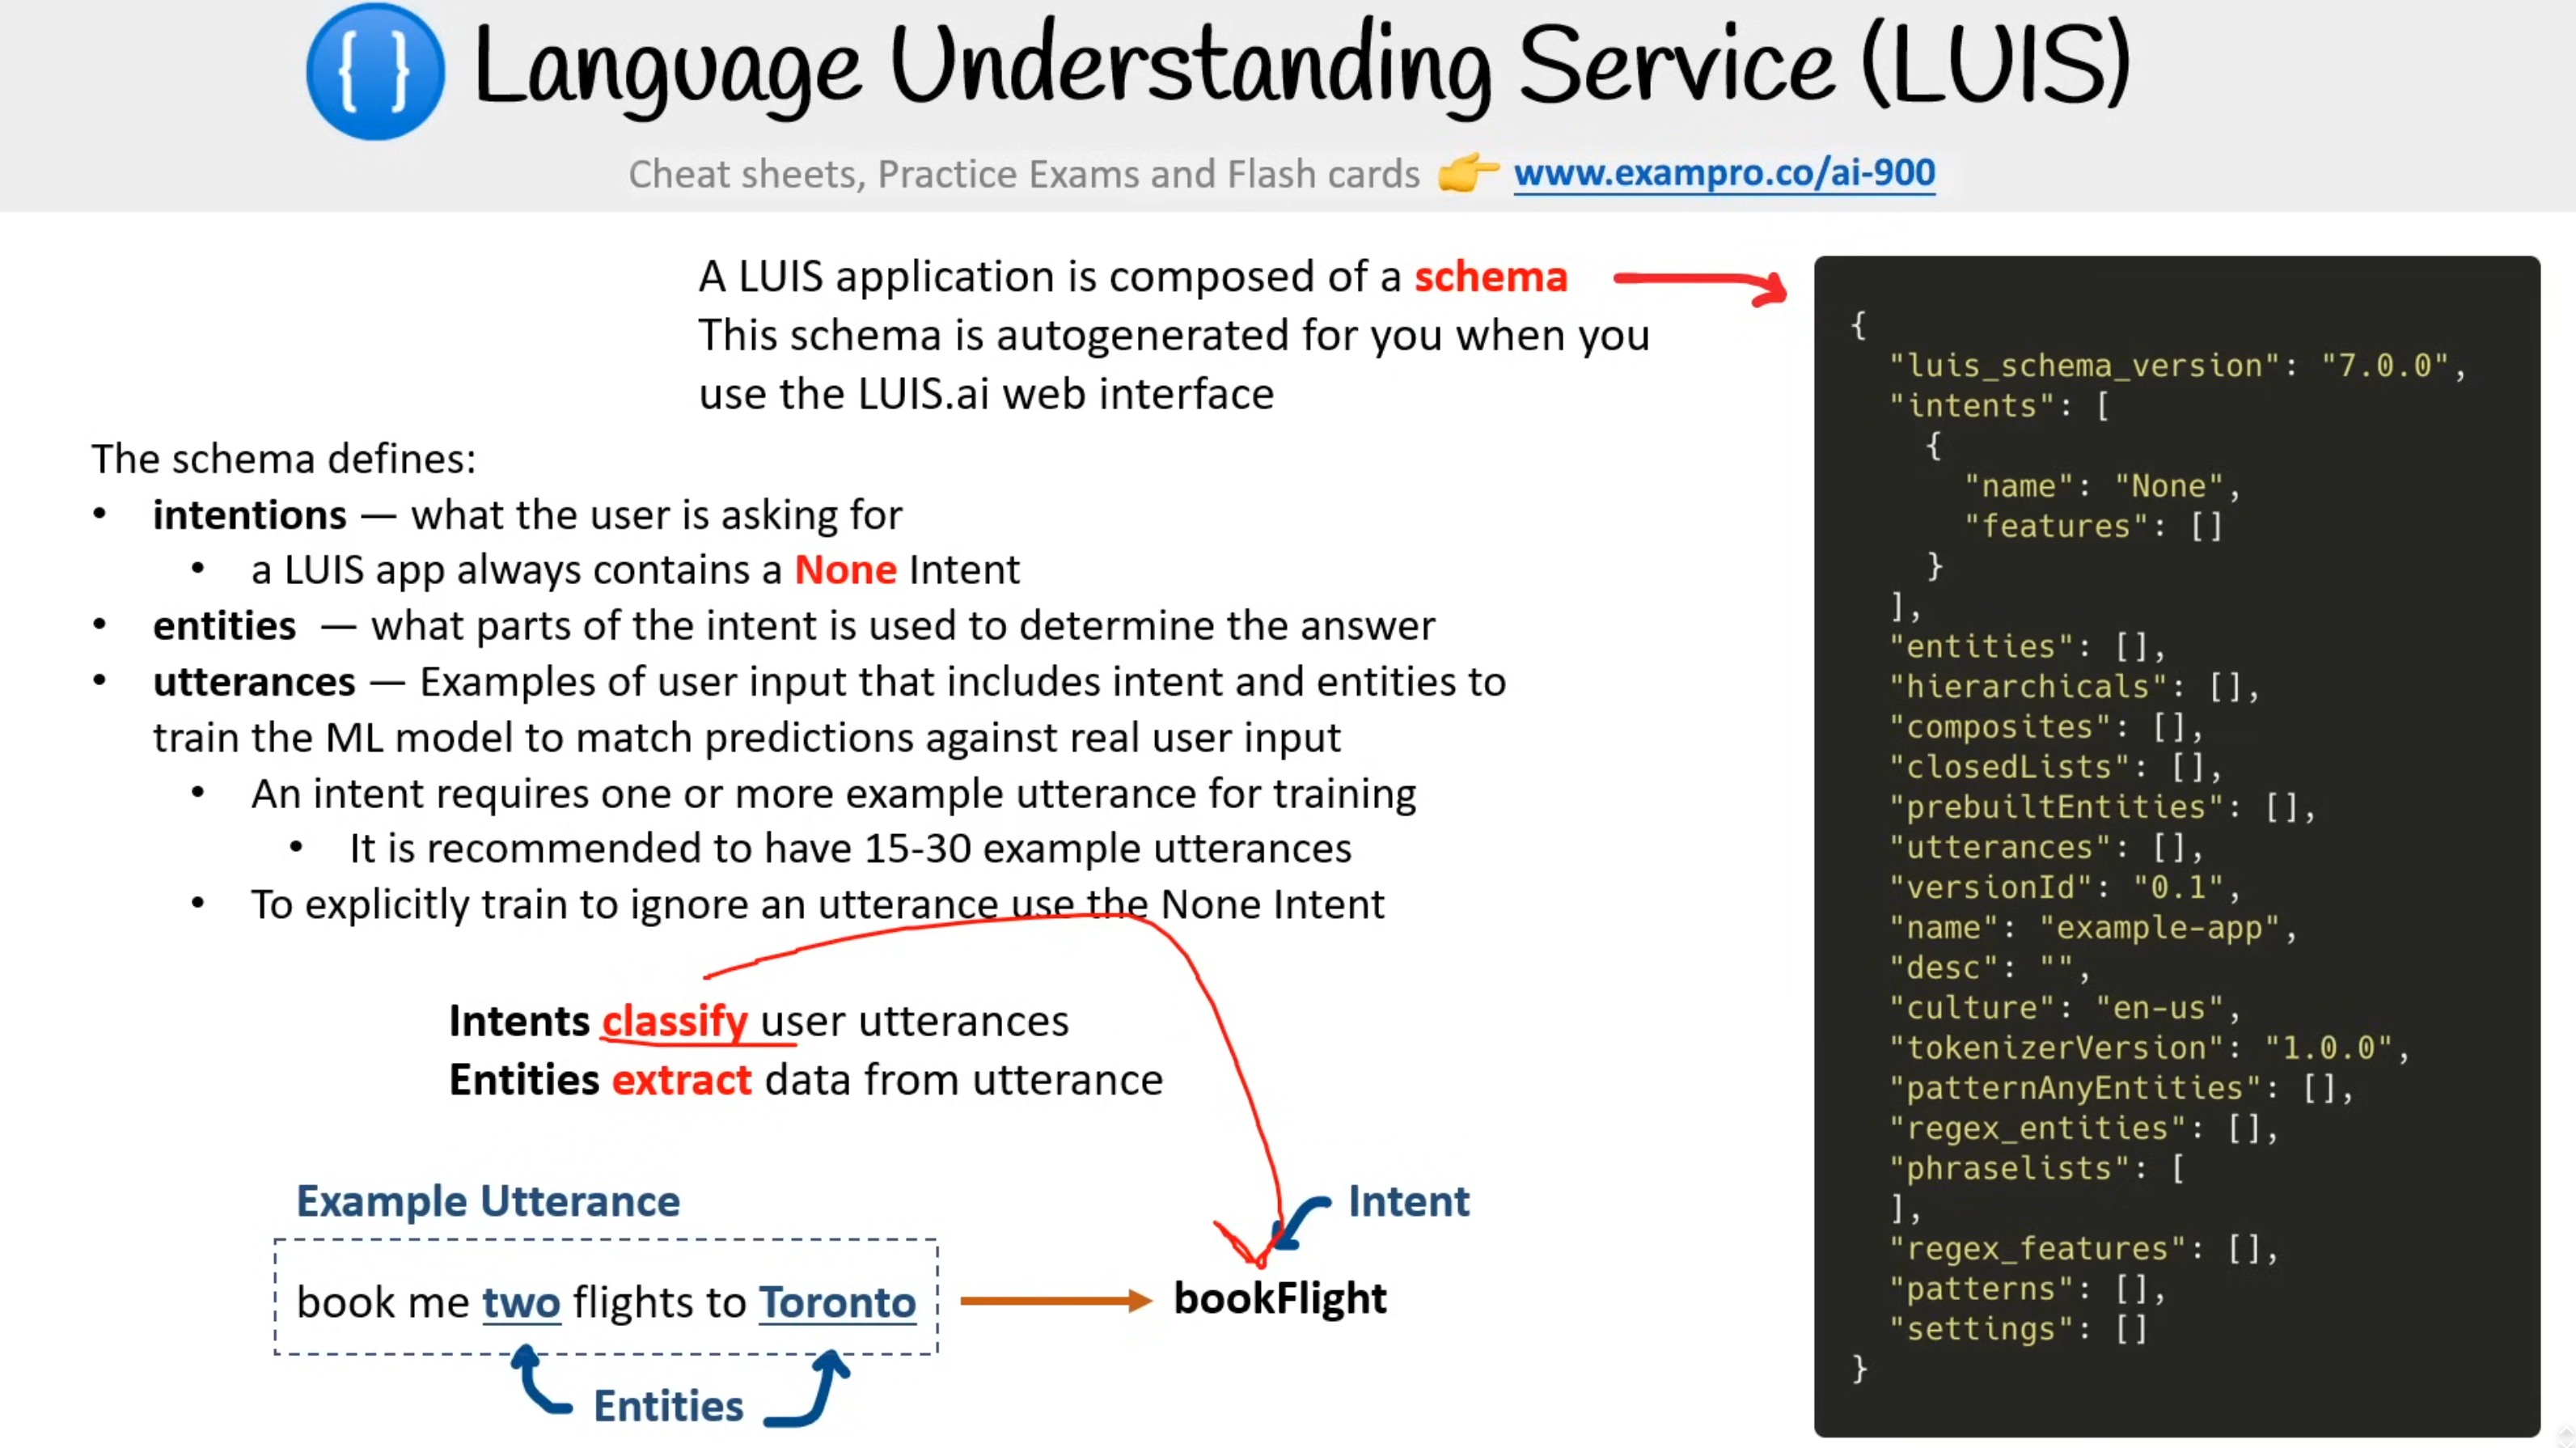 { } Language Understanding Service (LUIS)
Cheat sheets, Practice Exams and Flash cards 👉 www.exampro.co/ai-900
A LUIS application is composed of a schema
This schema is autogenerated for you when you
use the LUIS.ai web interface
The schema defines:
• intentions — what the user is asking for
• a LUIS app always contains a None Intent
• entities — what parts of the intent is used to determine the answer
• utterances — Examples of user input that includes intent and entities to
train the ML model to match predictions against real user input
• An intent requires one or more example utterance for training
• It is recommended to have 15-30 example utterances
• To explicitly train to ignore an utterance use the None Intent
Intents classify user utterances
Entities extract data from utterance
Example Utterance
book me two flights to Toronto
Entities
Intent
bookFlight
{
"luis_schema_version": "7.0.0",
"intents": [
{
"name": "None",
"features": []
}
],
"entities": [],
"hierarchicals": [],
"composites": [],
"closedLists": [],
"prebuiltEntities": [],
"utterances": [],
"versionId": "0.1",
"name": "example-app",
"desc": "",
"culture": "en-us",
"tokenizerVersion": "1.0.0",
"patternAnyEntities": [],
"regex_entities": [],
"phraselists": [
],
"regex_features": [],
"patterns": [],
"settings": []
}